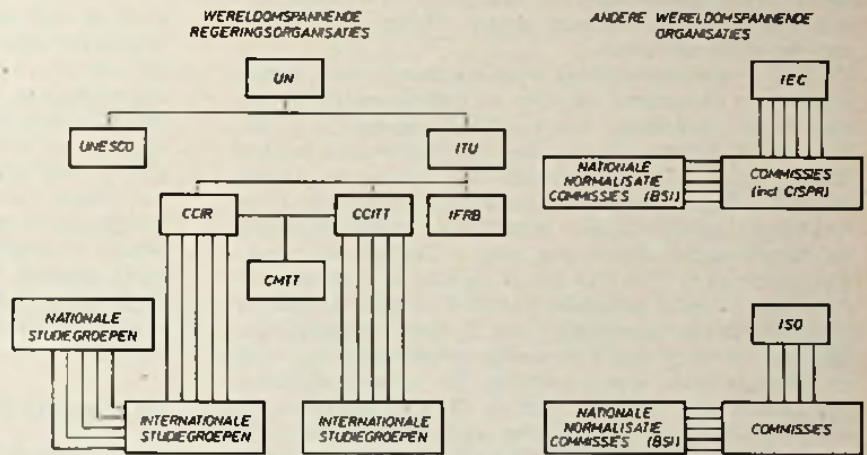 WERELDOMSPANNENDE
REGERINGSORGANISATIES
UN
UNESCO
ITU
CCIR
CCITT
IFRB
CMTT
NATIONALE
STUDIEGROEPEN
INTERNATIONALE
STUDIEGROEPEN
INTERNATIONALE
STUDIEGROEPEN
ANDERE WERELDOMSPANNENDE
ORGANISATIES
IEC
NATIONALE
NORMALISATIE
COMMISSIES (BSI)
COMMISSIES
(incl CISPR)
ISO
NATIONALE
NORMALISATIE
COMMISSIES (BSI)
COMMISSIES